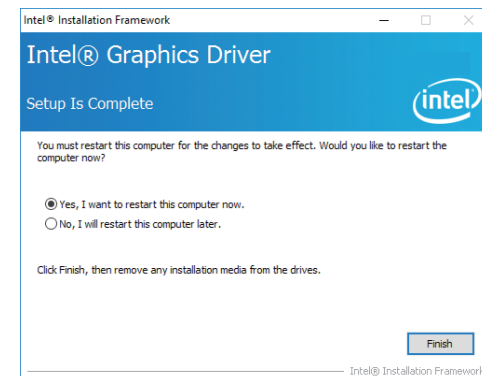 Intel® Installation Framework
Intel® Graphics Driver
Setup Is Complete
intel
You must restart this computer for the changes to take effect. Would you like to restart the
computer now?
Yes, I want to restart this computer now.
No, I will restart this computer later.
Click Finish, then remove any installation media from the drives.
Finish
Intel® Installation Framework